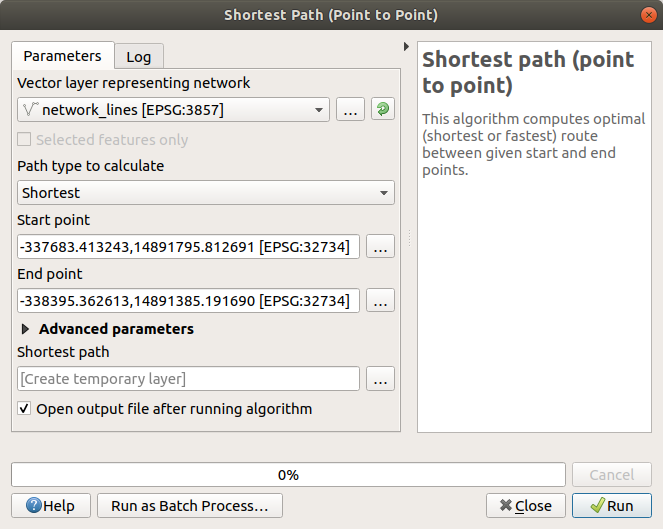 Shortest Path (Point to Point)
Parameters
Log
Vector layer representing network
network_lines [EPSG:3857]
...
Selected features only
Path type to calculate
Shortest
Start point
-337683.413243,14891795.812691 [EPSG:32734]
...
End point
-338395.362613,14891385.191690 [EPSG:32734]
...
Advanced parameters
Shortest path
[Create temporary layer]
...
Open output file after running algorithm
Shortest path (point
to point)
This algorithm computes optimal
(shortest or fastest) route
between given start and end
points.
0%
Cancel
Help
Run as Batch Process...
Close
Run